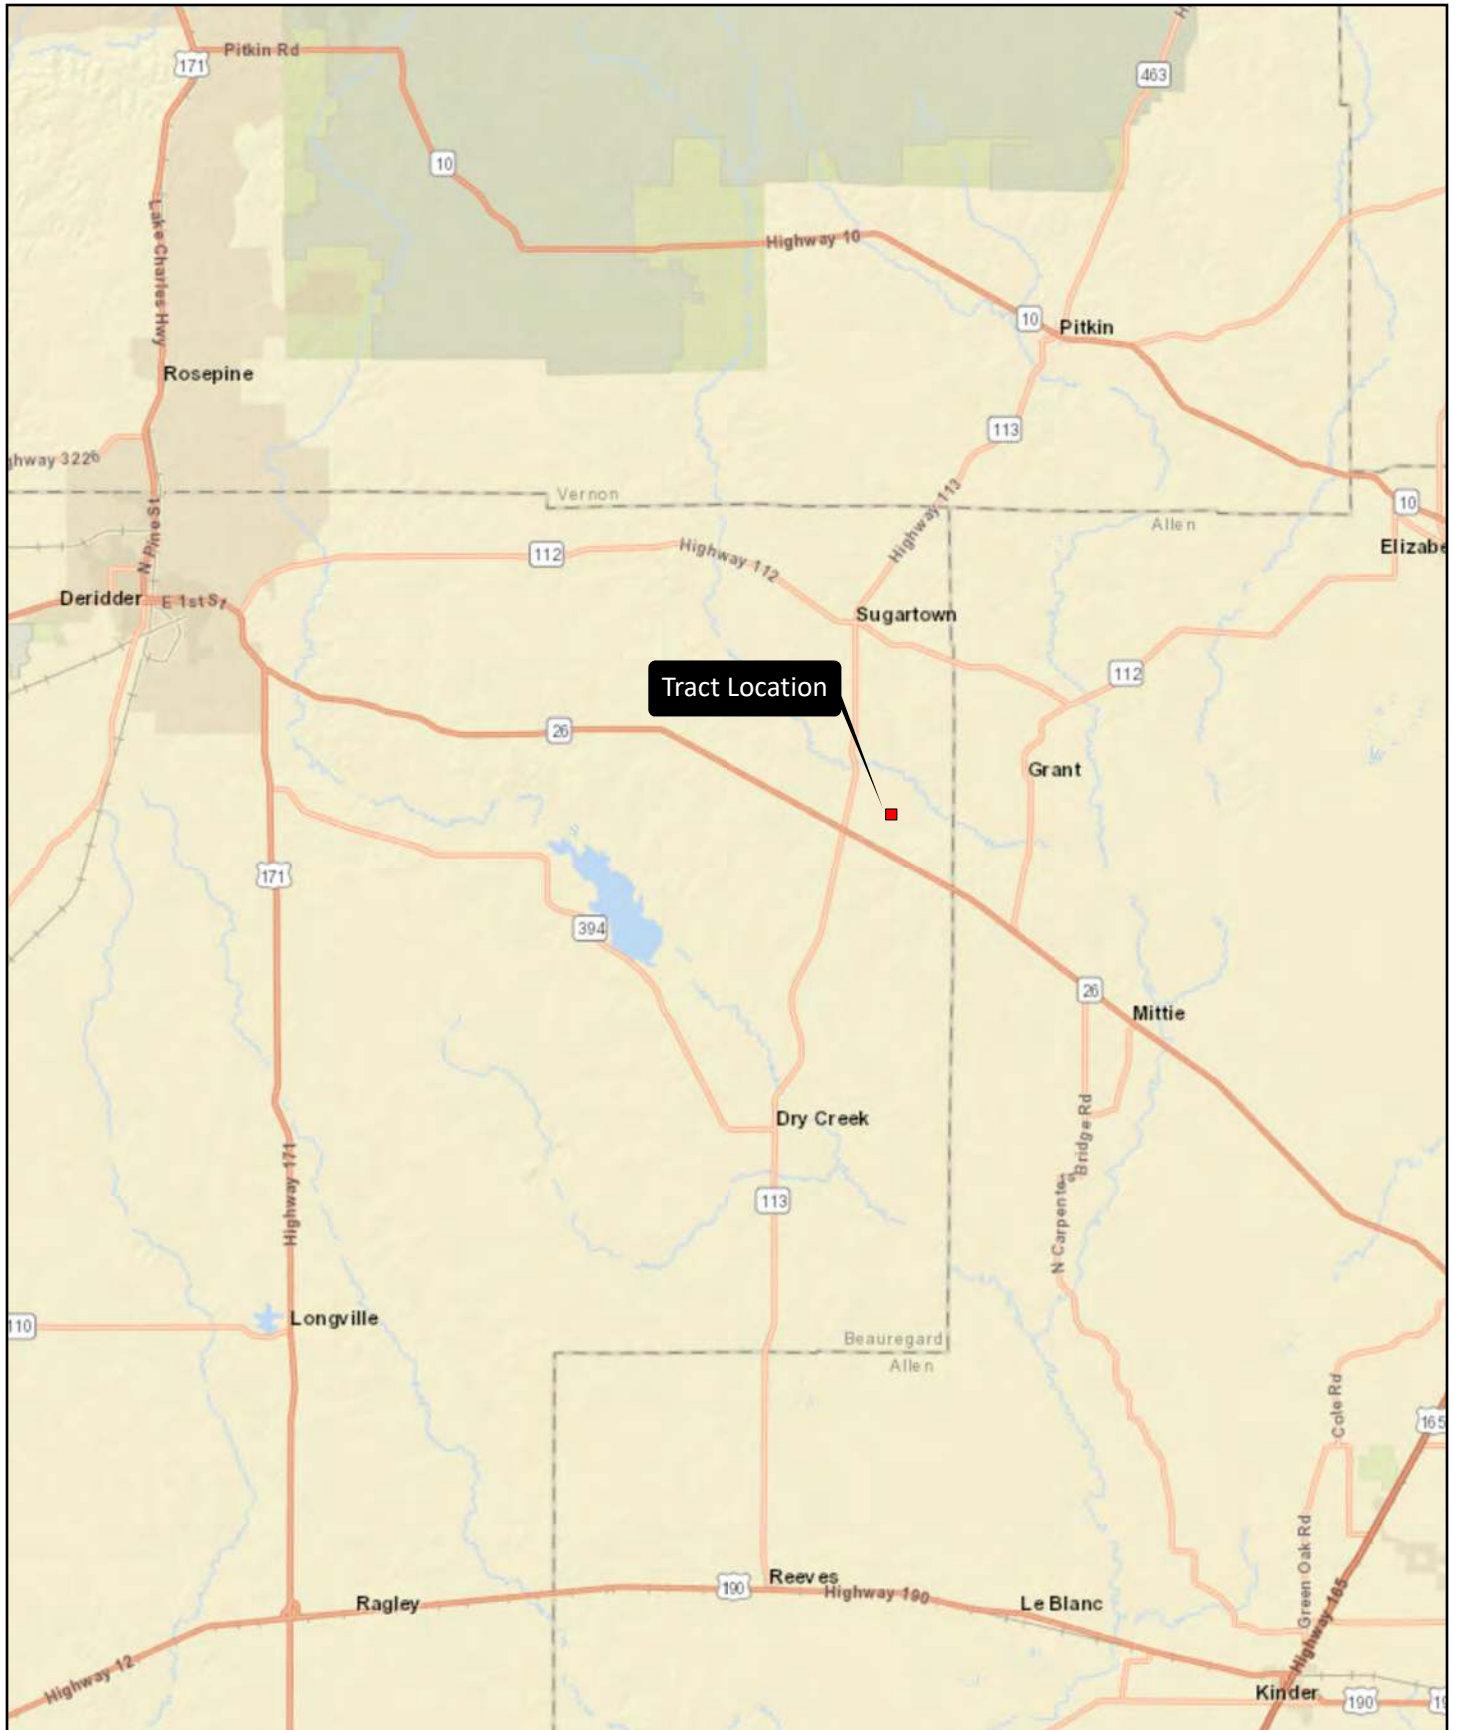 463
Pitkin Rd
171
10
Lake Charles Hwy
Highway 10
10
Pitkin
Rosepine
113
ghway 3226
Vernon
Highway 113
10
Allen
N Pine St
Elizabe
112
Highway 112
Deridder
E 1st St
Sugartown
112
Tract Location
26
Grant
171
394
26
Mittie
Dry Creek
Bridge Rd
Highway 171
113
N Carpente
Longville
110
Beauregard
Allen
Cole Rd
165
Reeves
190
Highway 190
Green Oak Rd
Ragley
Le Blanc
Highway 165
Highway 12
Kinder
190
19